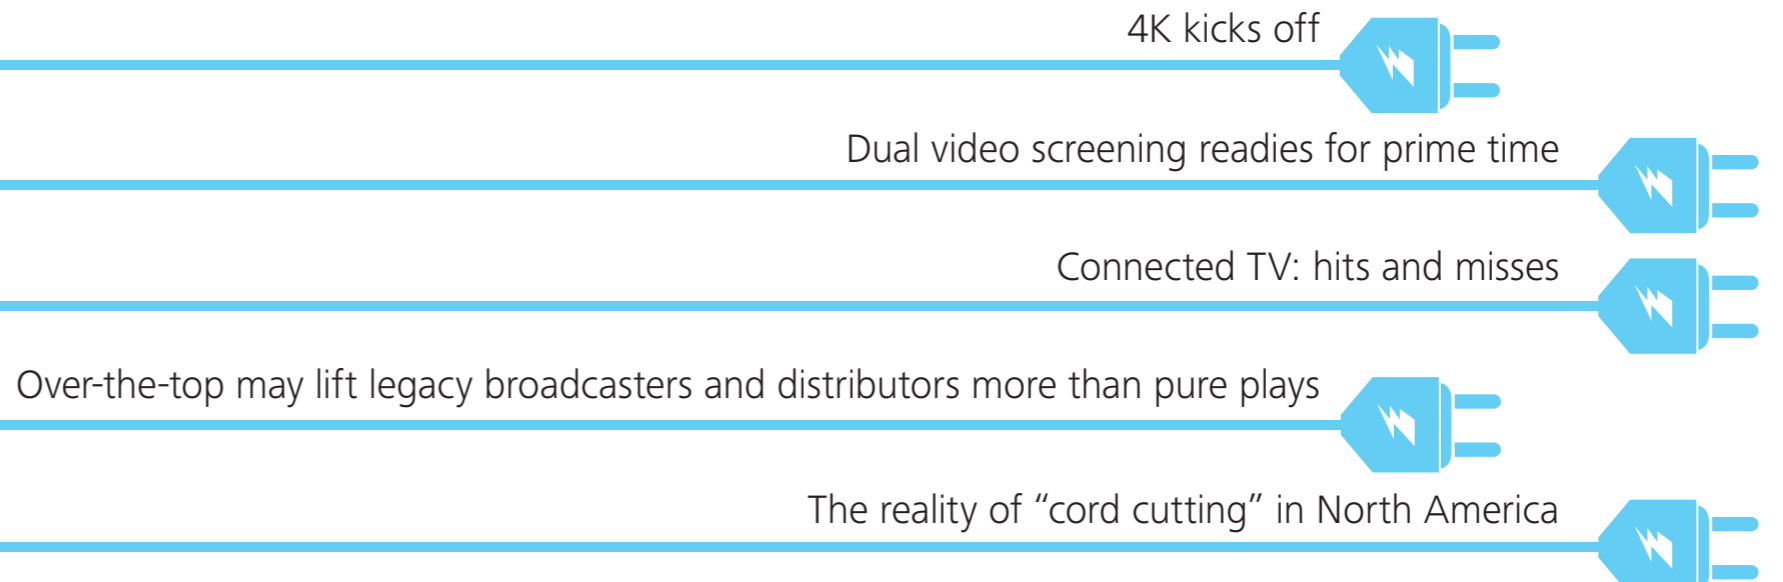 4K kicks off
Dual video screening readies for prime time
Connected TV: hits and misses
Over-the-top may lift legacy broadcasters and distributors more than pure plays
The reality of “cord cutting” in North America